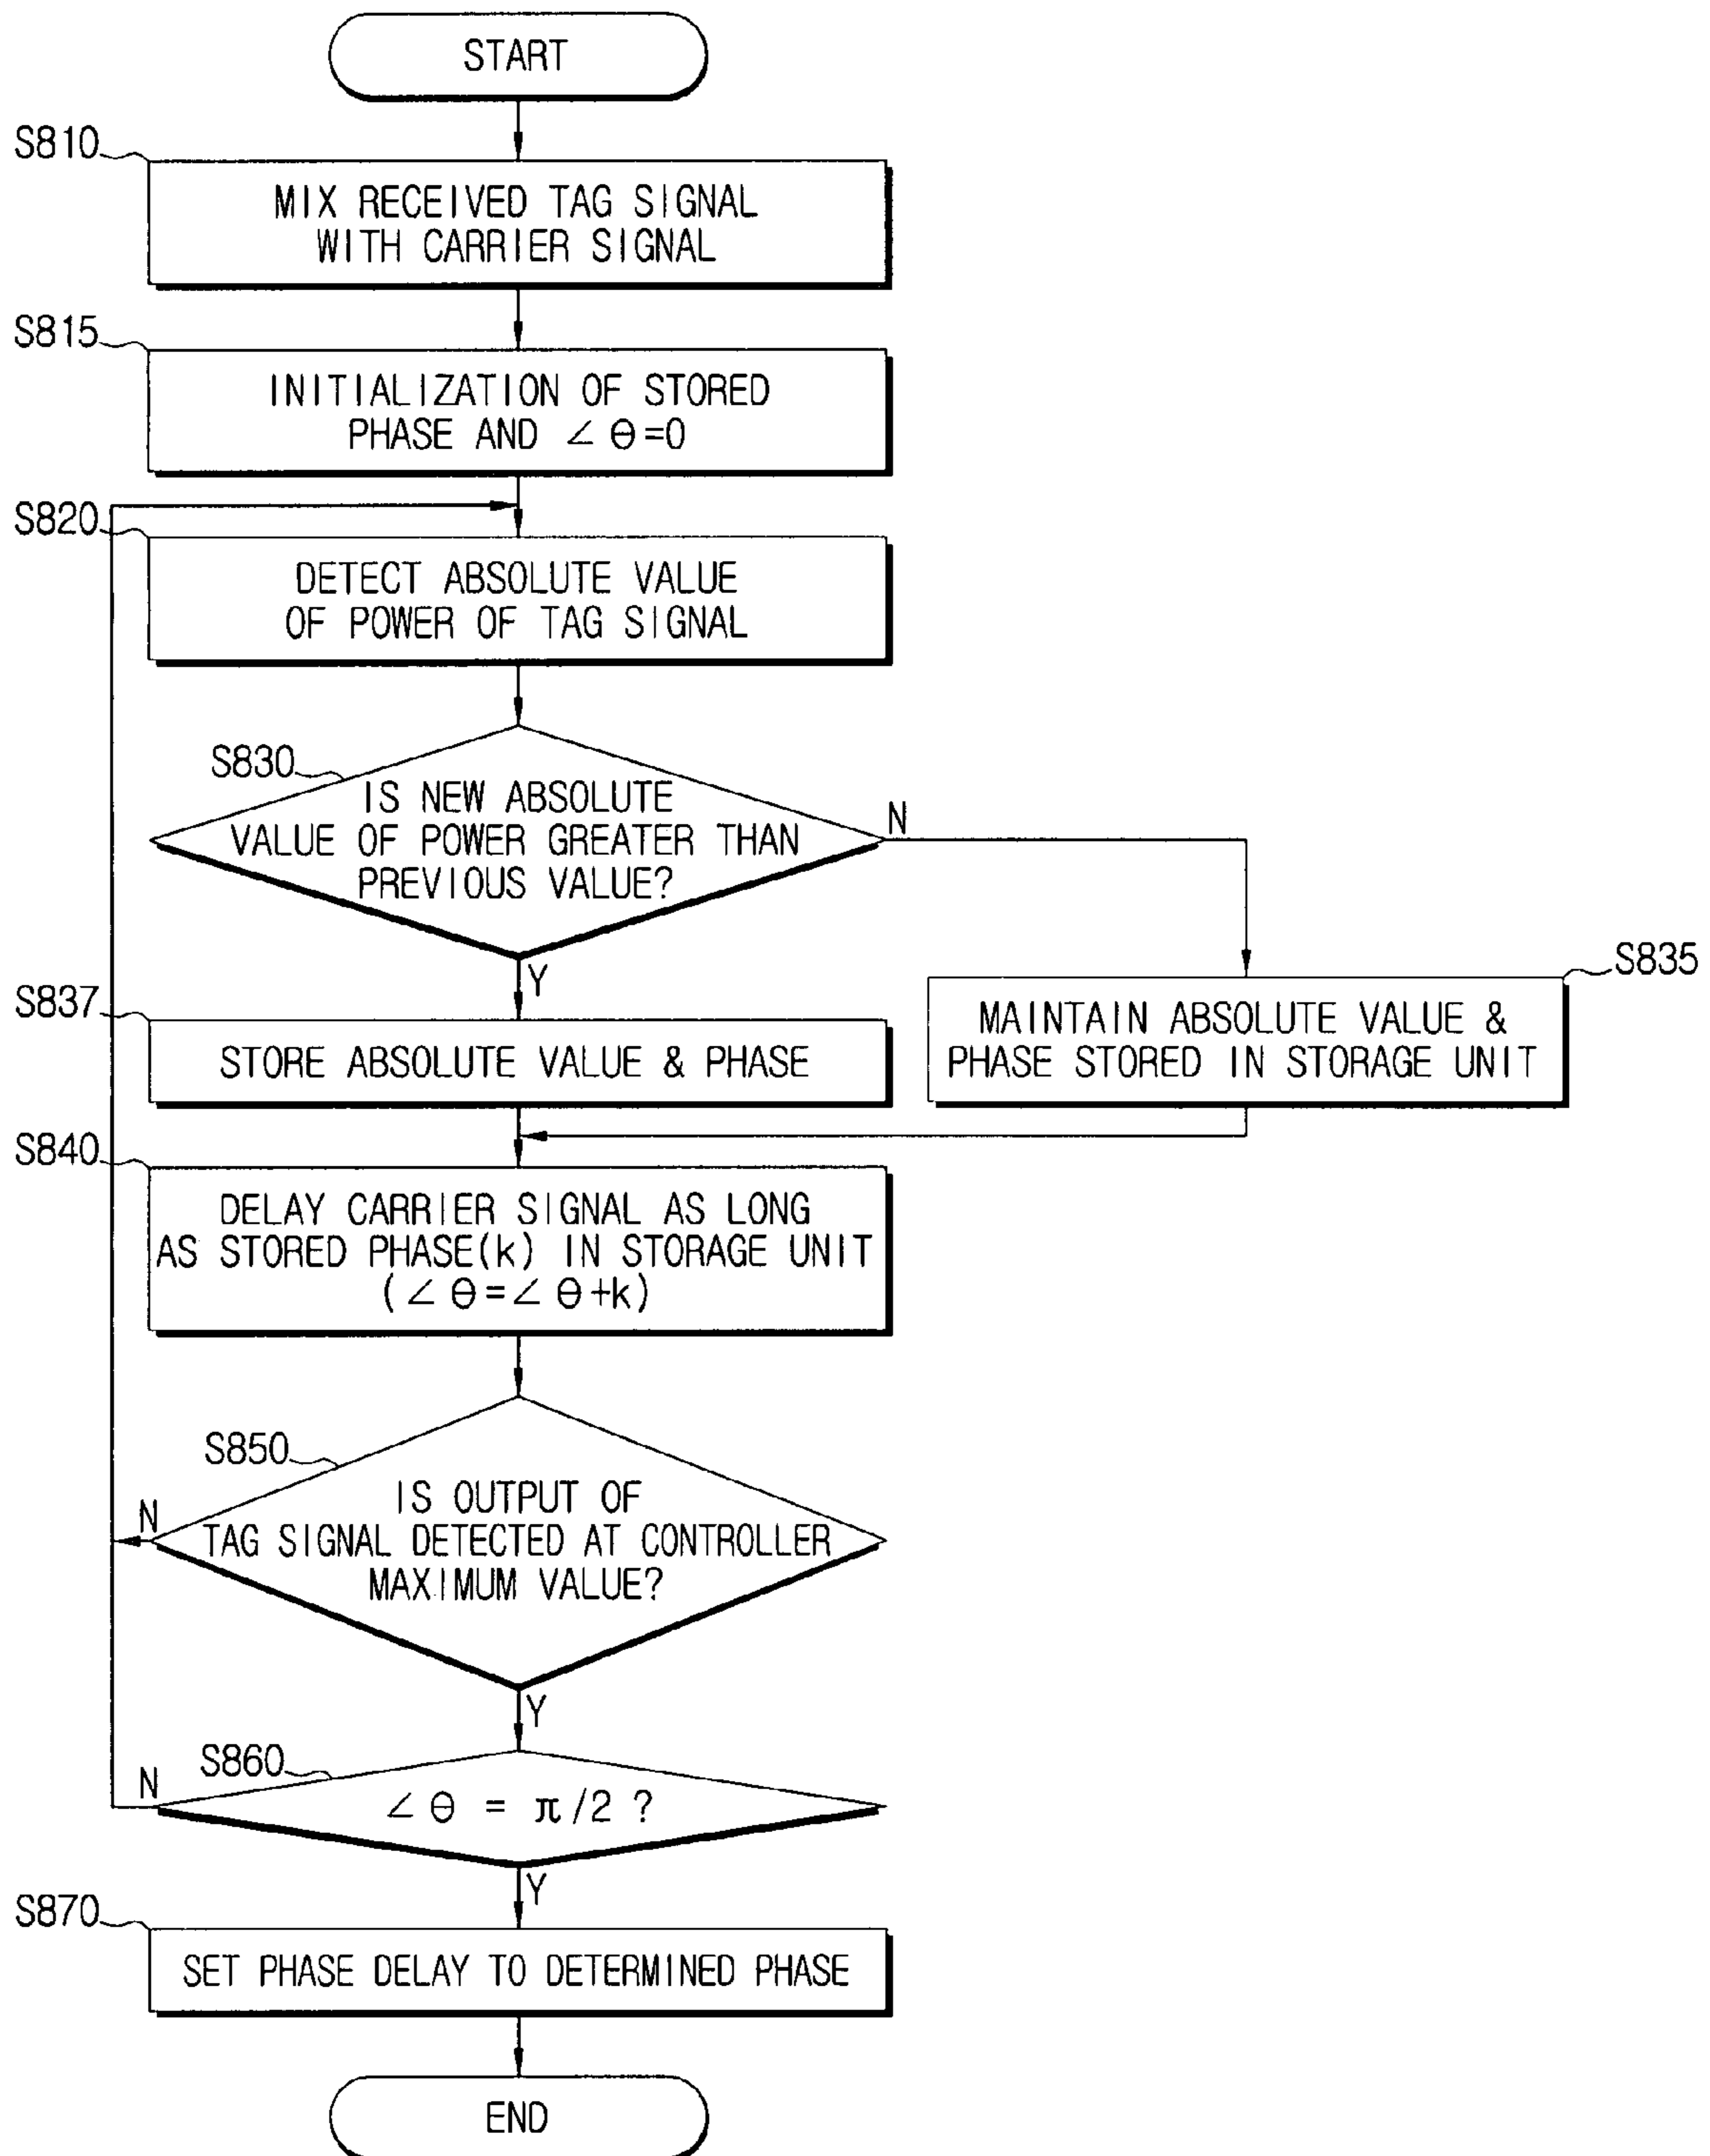 START
S810
MIX RECEIVED TAG SIGNAL
WITH CARRIER SIGNAL
S815
INITIALIZATION OF STORED
PHASE AND ∠θ=0
S820
DETECT ABSOLUTE VALUE
OF POWER OF TAG SIGNAL
S830
IS NEW ABSOLUTE
VALUE OF POWER GREATER THAN
PREVIOUS VALUE?
N
Y
S835
MAINTAIN ABSOLUTE VALUE &
PHASE STORED IN STORAGE UNIT
S837
STORE ABSOLUTE VALUE & PHASE
S840
DELAY CARRIER SIGNAL AS LONG
AS STORED PHASE(k) IN STORAGE UNIT
(∠θ=∠θ+k)
S850
IS OUTPUT OF
TAG SIGNAL DETECTED AT CONTROLLER
MAXIMUM VALUE?
N
Y
S860
∠θ = π/2 ?
N
Y
S870
SET PHASE DELAY TO DETERMINED PHASE
END